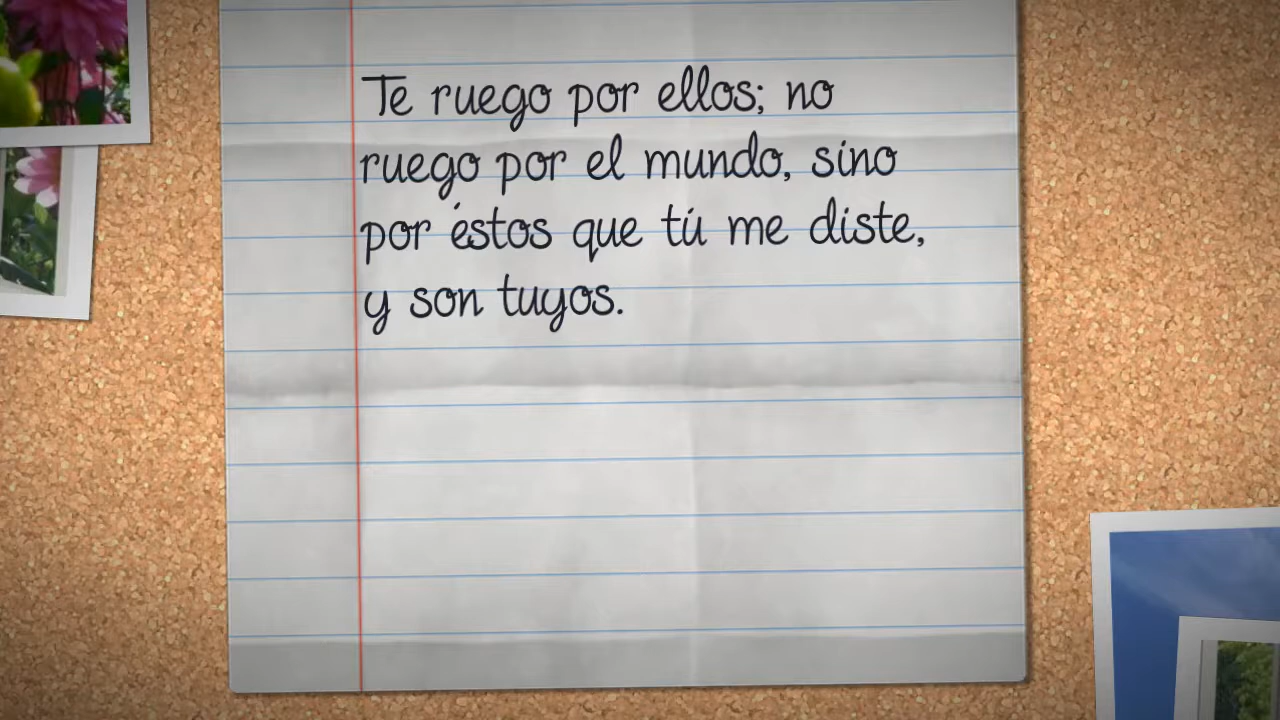 Te ruego por ellos; no
ruego por el mundo, sino
por éstos que tú me diste,
y son tuyos.